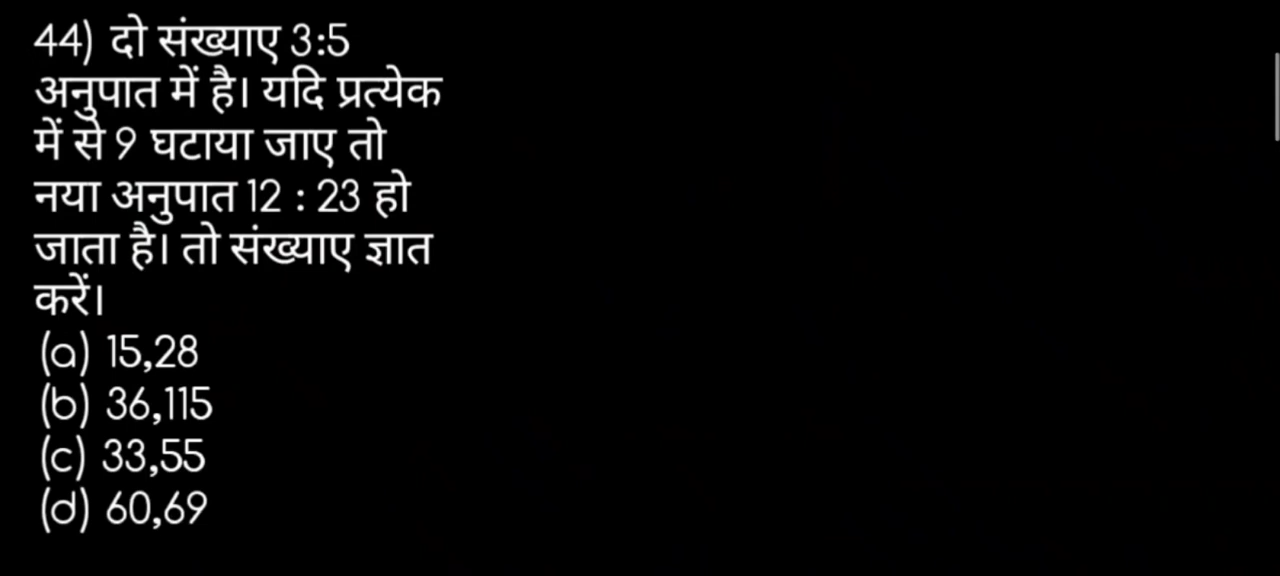 44) दो संख्याए 3:5
अनुपात में है। यदि प्रत्येक
में से 9 घटाया जाए तो
नया अनुपात 12 : 23 हो
जाता है। तो संख्याए ज्ञात
करें।
(a) 15,28
(b) 36,115
(c) 33,55
(d) 60,69